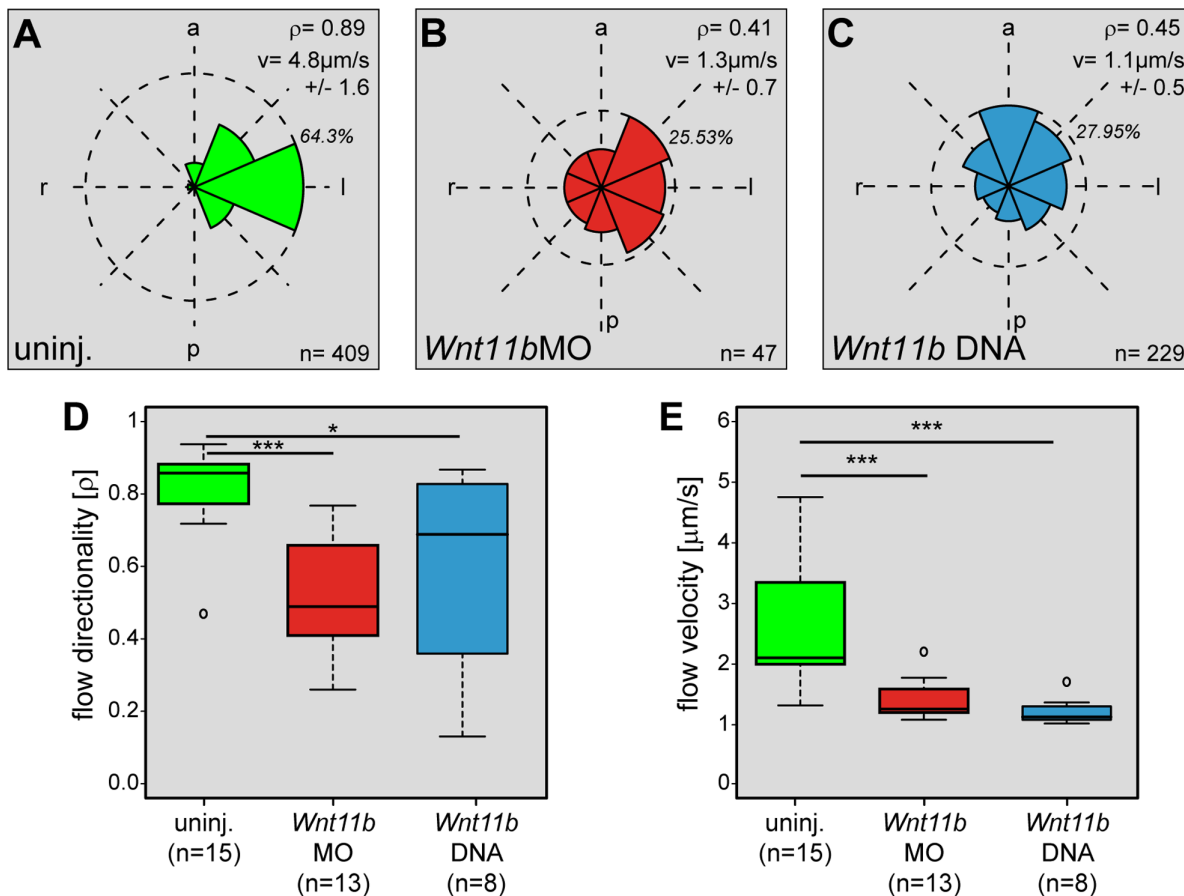 A
a
ρ= 0.89
v= 4.8μm/s
+/- 1.6
64.3%
r
l
p
uninj.
n= 409
B
a
ρ= 0.41
v= 1.3μm/s
+/- 0.7
25.53%
r
l
p
Wnt11bMO
n= 47
C
a
ρ= 0.45
v= 1.1μm/s
+/- 0.5
27.95%
r
l
p
Wnt11b DNA
n= 229
D
flow directionality [ρ]
1
0.8
0.6
0.4
0.2
0.0
*
***
uninj.
(n=15)
Wnt11b
MO
(n=13)
Wnt11b
DNA
(n=8)
E
flow velocity [μm/s]
6
5
4
3
2
1
0
***
***
uninj.
(n=15)
Wnt11b
MO
(n=13)
Wnt11b
DNA
(n=8)